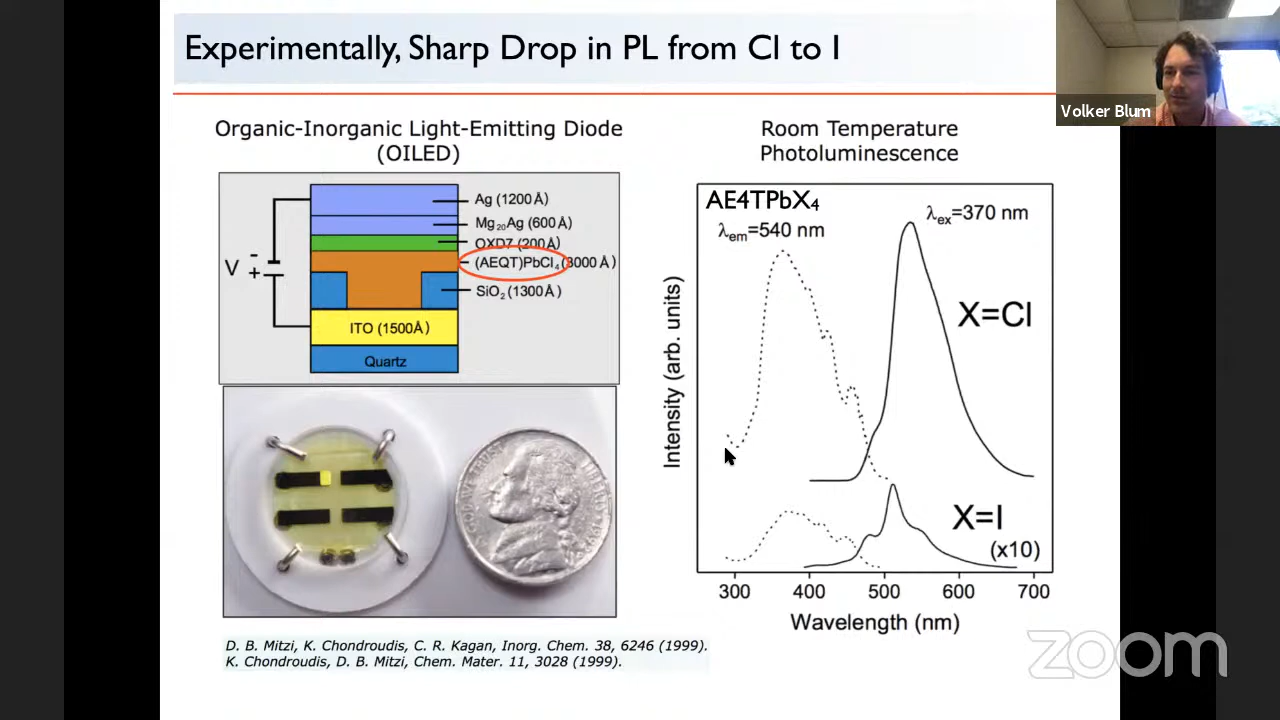 Experimentally, Sharp Drop in PL from Cl to I
Volker Blum
Organic-Inorganic Light-Emitting Diode
(OILED)
V
-
+
Ag (1200 Å)
Mg20Ag (600 Å)
OXD7 (200Å)
(AEQT)PbCl4 (3000 Å)
SiO2 (1300Å)
ITO (1500Å)
Quartz
Room Temperature
Photoluminescence
AE4TPbX4
λem=540 nm
λex=370 nm
X=Cl
X=I
(x10)
Intensity (arb. units)
300 400 500 600 700
Wavelength (nm)
D. B. Mitzi, K. Chondroudis, C. R. Kagan, Inorg. Chem. 38, 6246 (1999).
K. Chondroudis, D. B. Mitzi, Chem. Mater. 11, 3028 (1999).
zoom